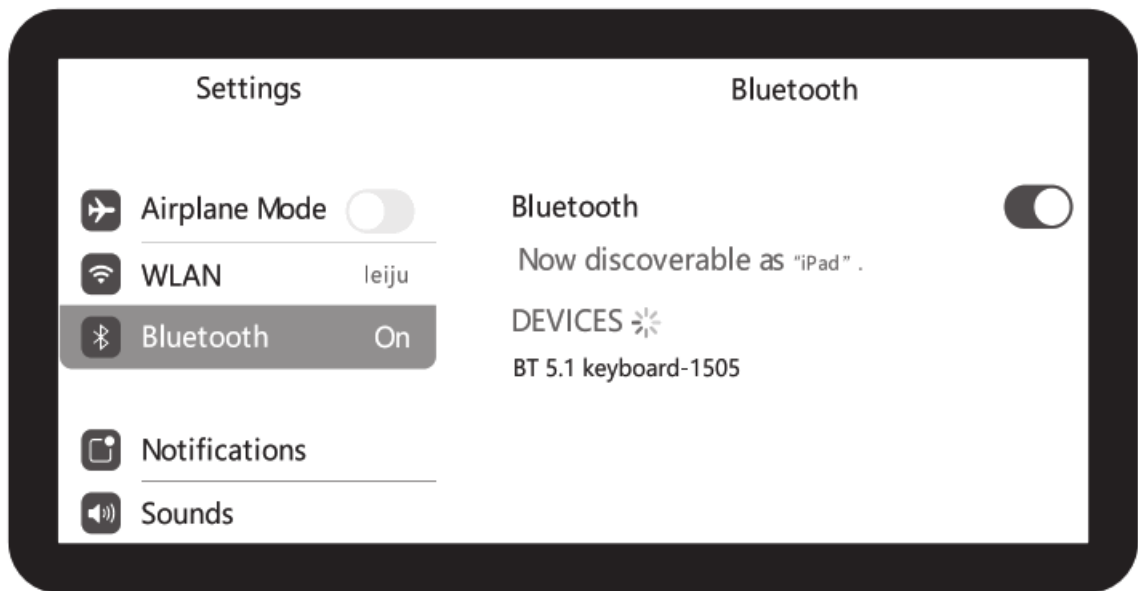 Settings
Airplane Mode
WLAN leiju
Bluetooth On
Notifications
Sounds
Bluetooth
Bluetooth
Now discoverable as “iPad” .
DEVICES
BT 5.1 keyboard-1505